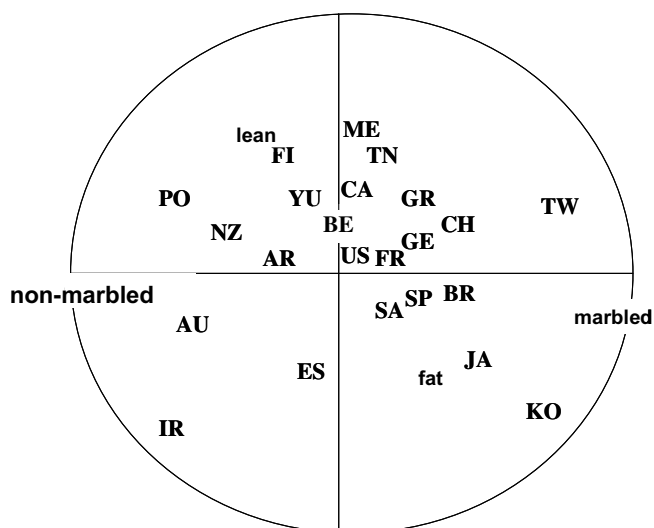 ME
lean
FI TN
PO YU CA GR TW
NZ BE CH
GE
AR US FR
non-marbled BR
SA SP
AU marbled
ES JA
fat
KO
IR